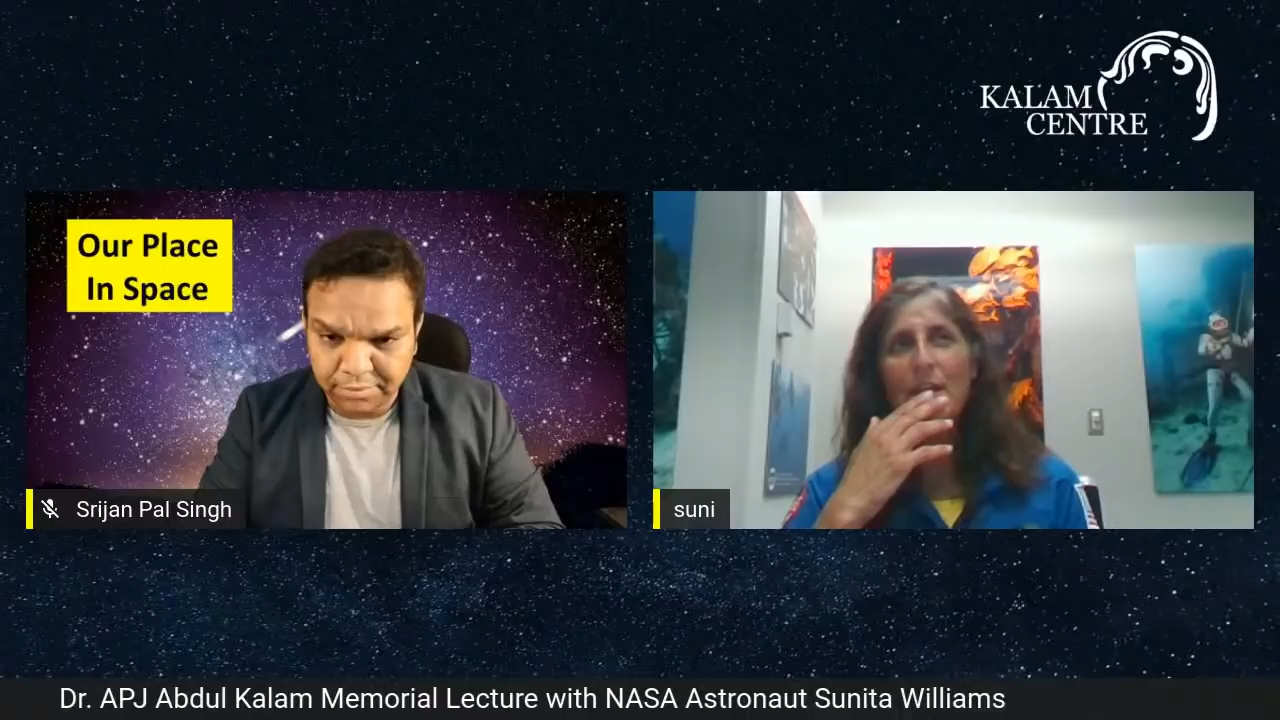 KALAM
CENTRE
Our Place
In Space
Srijan Pal Singh
suni
Dr. APJ Abdul Kalam Memorial Lecture with NASA Astronaut Sunita Williams